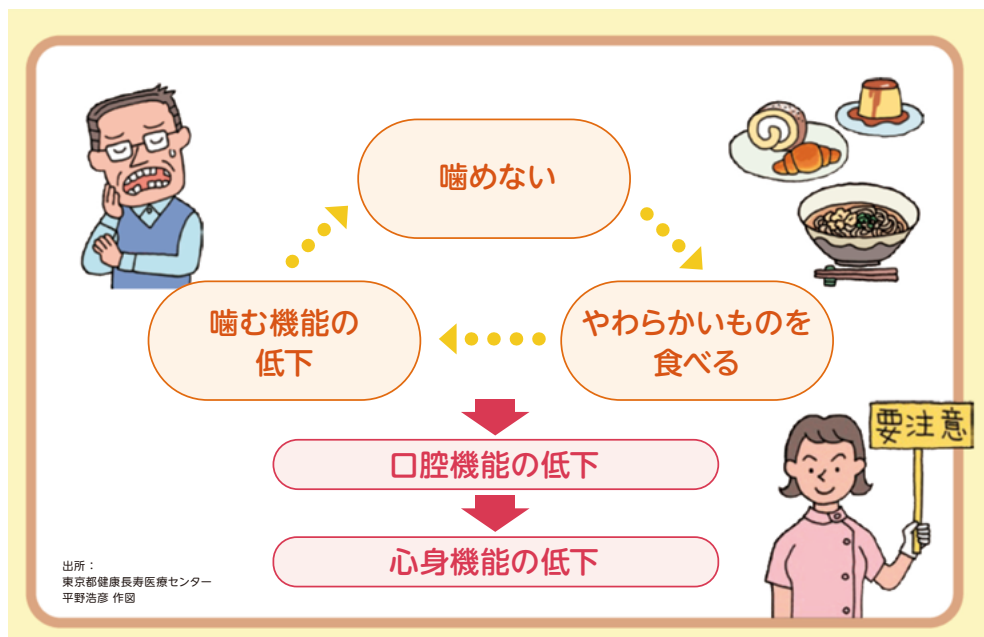 噛めない
噛む機能の
低下
やわらかいものを
食べる
要注意
口腔機能の低下
心身機能の低下
出所：
東京都健康長寿医療センター
平野浩彦 作図